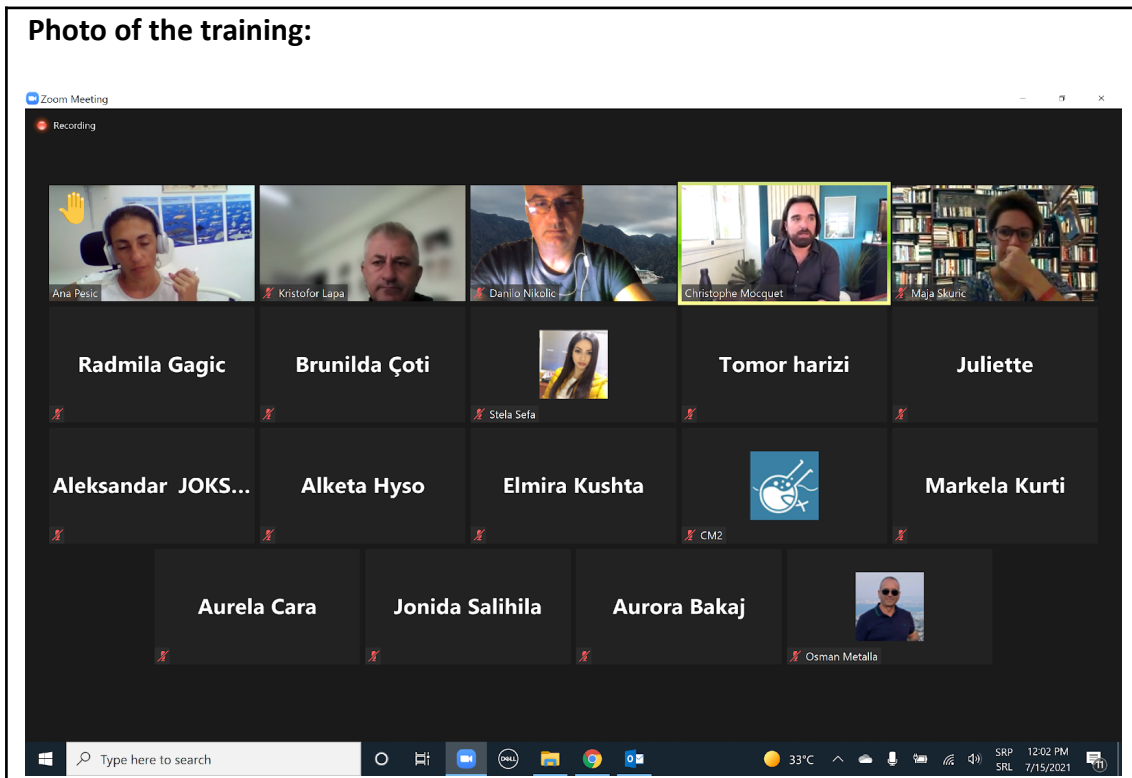 Photo of the training:
Zoom Meeting
Recording
Ana Pesic
Kristofor Lapa
Danilo Nikolic
Christophe Mocquet
Maja Skuric
Radmila Gagic
Brunilda Çoti
Stela Sefa
Tomor harizi
Juliette
Aleksandar JOKS...
Alketa Hyso
Elmira Kushta
CM2
Markela Kurti
Aurela Cara
Jonida Salihila
Aurora Bakaj
Osman Metalla
Type here to search
DELL
33°C
SRP
SRL
12:02 PM
7/15/2021
11